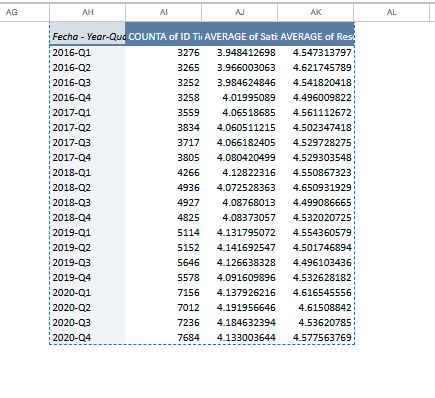 AG AH AI AJ AK AL
Fecha - Year-Qua COUNTA of ID Ti AVERAGE of Sati AVERAGE of Reso
2016-Q1 3276 3.948412698 4.547313797
2016-Q2 3265 3.966003063 4.621745789
2016-Q3 3252 3.984624846 4.541820418
2016-Q4 3258 4.01995089 4.496009822
2017-Q1 3559 4.06518685 4.561112672
2017-Q2 3834 4.060511215 4.502347418
2017-Q3 3717 4.066182405 4.529728275
2017-Q4 3805 4.080420499 4.529303548
2018-Q1 4266 4.12822316 4.550867323
2018-Q2 4936 4.072528363 4.650931929
2018-Q3 4927 4.08768013 4.499086665
2018-Q4 4825 4.08373057 4.532020725
2019-Q1 5114 4.131795072 4.554360579
2019-Q2 5152 4.141692547 4.501746894
2019-Q3 5646 4.126638328 4.496103436
2019-Q4 5578 4.091609896 4.532628182
2020-Q1 7156 4.137926216 4.616545556
2020-Q2 7012 4.191956646 4.61508842
2020-Q3 7236 4.184632394 4.53620785
2020-Q4 7684 4.133003644 4.577563769